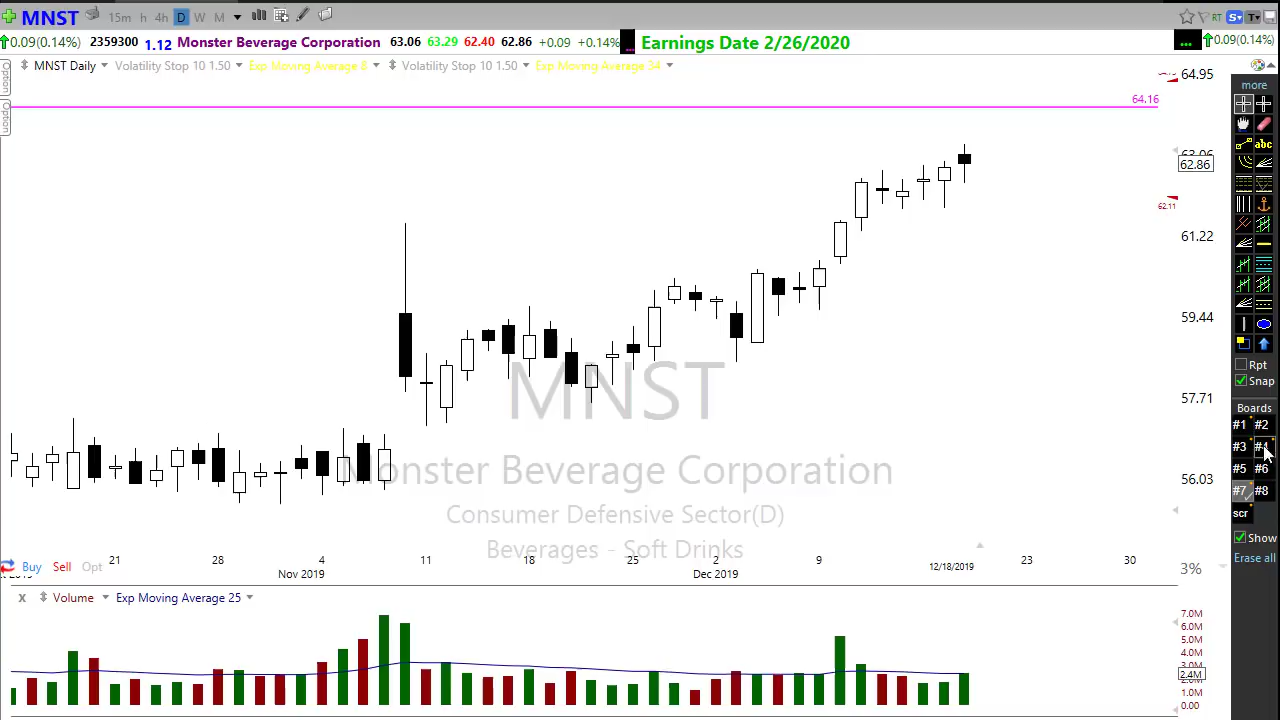 MNST 15m h 4h D W M RT S T
0.09(0.14%) 2359300 1.12 Monster Beverage Corporation 63.06 63.29 62.40 62.86 +0.09 +0.14% ... Earnings Date 2/26/2020 ... 0.09(0.14%)
Option
Option
MNST Daily Volatility Stop 10 1.50 Exp Moving Average 8 Volatility Stop 10 1.50 Exp Moving Average 34
64.95
64.16
62.86
62.11
61.22
59.44
57.71
56.03
MNST
Monster Beverage Corporation
Consumer Defensive Sector(D)
Beverages - Soft Drinks
21 28 4 11 18 25 2 9 12/18/2019 23 30
Nov 2019 Dec 2019
Buy Sell Opt
3%
X Volume Exp Moving Average 25
7.0M
6.0M
5.0M
4.0M
3.0M
2.4M
1.0M
0.00
more
abc
Rpt
Snap
Boards
#1 #2
#3 #4
#5 #6
#7 #8
scr
Show
Erase all